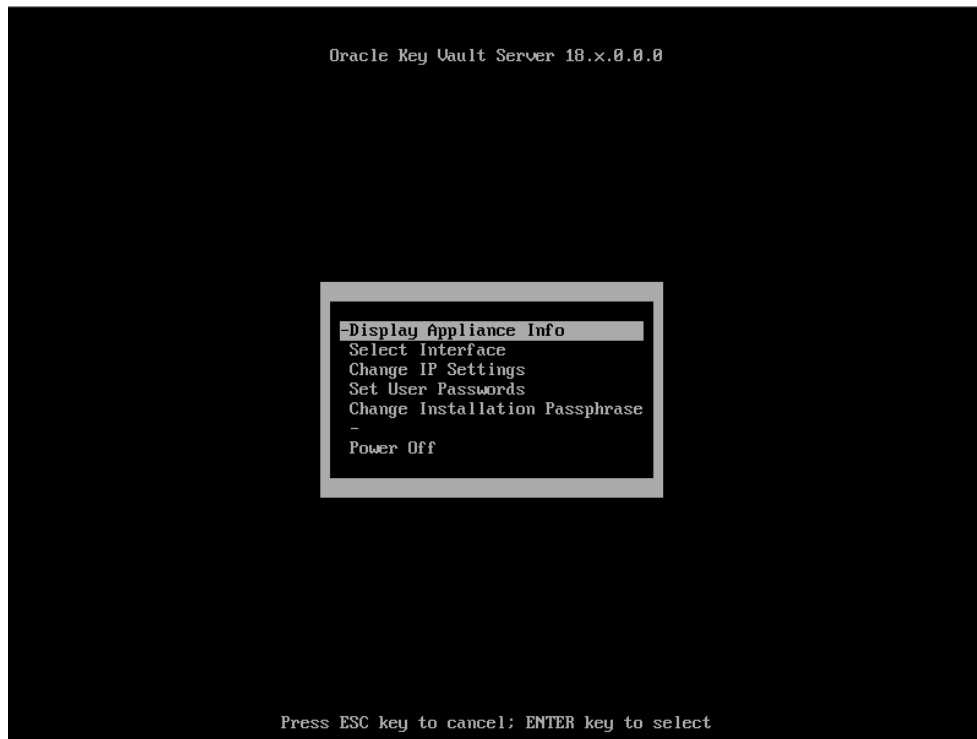 Oracle Key Vault Server 18.x.0.0.0
-Display Appliance Info
Select Interface
Change IP Settings
Set User Passwords
Change Installation Passphrase
-
Power Off
Press ESC key to cancel; ENTER key to select